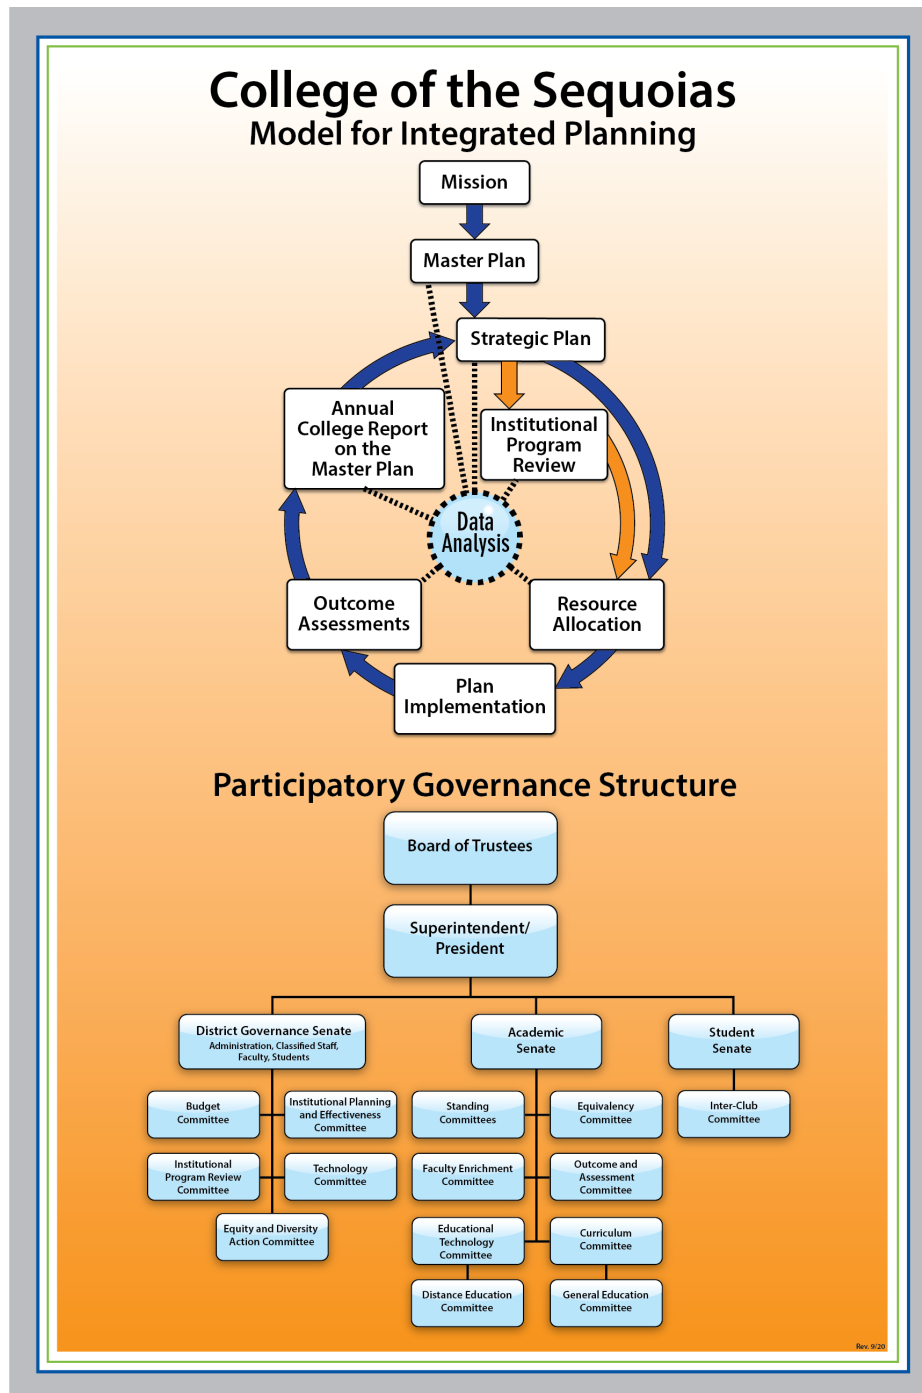 College of the Sequoias
Model for Integrated Planning
Mission
Master Plan
Strategic Plan
Annual
College Report
on the
Master Plan
Institutional
Program
Review
Data
Analysis
Outcome
Assessments
Resource
Allocation
Plan
Implementation
Participatory Governance Structure
Board of Trustees
Superintendent/
President
District Governance Senate
Administration, Classified Staff,
Faculty, Students
Academic
Senate
Student
Senate
Budget
Committee
Institutional Planning
and Effectiveness
Committee
Standing
Committees
Equivalency
Committee
Inter-Club
Committee
Institutional
Program Review
Committee
Technology
Committee
Faculty Enrichment
Committee
Outcome and
Assessment
Committee
Equity and Diversity
Action Committee
Educational
Technology
Committee
Curriculum
Committee
Distance Education
Committee
General Education
Committee
Rev. 9/20